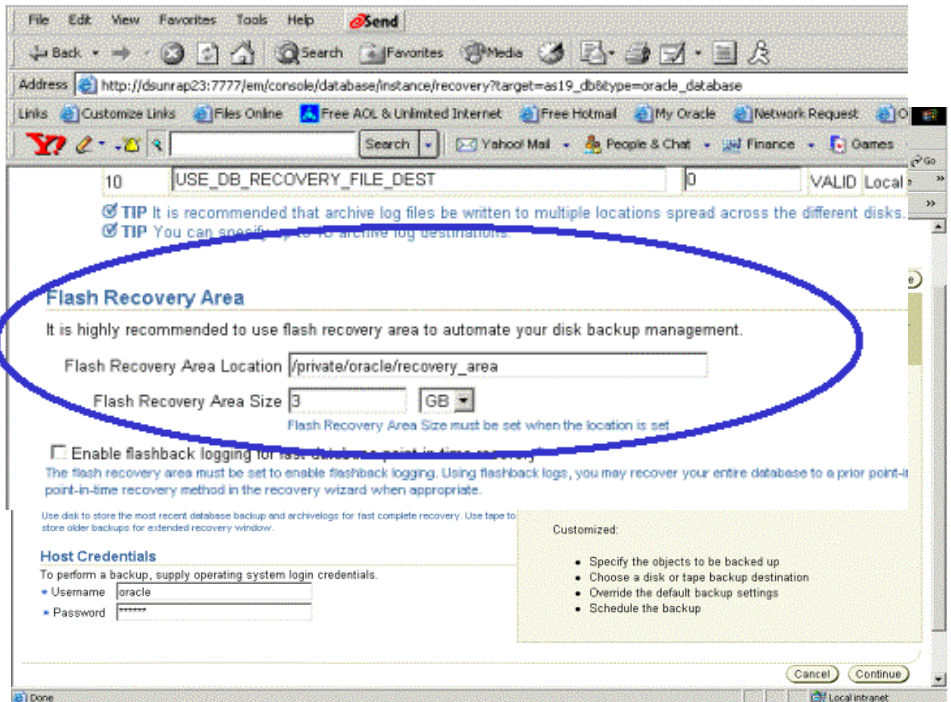 File Edit View Favorites Tools Help Send
Back Search Favorites Media
Address http://dsunrap23:7777/em/console/database/instance/recovery?target=as19_db&type=oracle_database
Links Customize Links Files Online Free AOL & Unlimited Internet Free Hotmail My Oracle Network Request O
Y? Search Yahoo! Mail People & Chat Finance Games
Go
10 USE_DB_RECOVERY_FILE_DEST 0 VALID Local
TIP It is recommended that archive log files be written to multiple locations spread across the different disks.
TIP You can specify up to 10 archive log destinations.
Flash Recovery Area
It is highly recommended to use flash recovery area to automate your disk backup management.
Flash Recovery Area Location /private/oracle/recovery_area
Flash Recovery Area Size 3 GB
Flash Recovery Area Size must be set when the location is set
Enable flashback logging for fast database point-in-time recovery
The flash recovery area must be set to enable flashback logging. Using flashback logs, you may recover your entire database to a prior point-i
point-in-time recovery method in the recovery wizard when appropriate.
Use disk to store the most recent database backup and archivelogs for fast complete recovery. Use tape to
store older backups for extended recovery window.
Host Credentials
To perform a backup, supply operating system login credentials.
* Username oracle
* Password ******
Customized:
• Specify the objects to be backed up
• Choose a disk or tape backup destination
• Override the default backup settings
• Schedule the backup
Cancel Continue
Done Local intranet